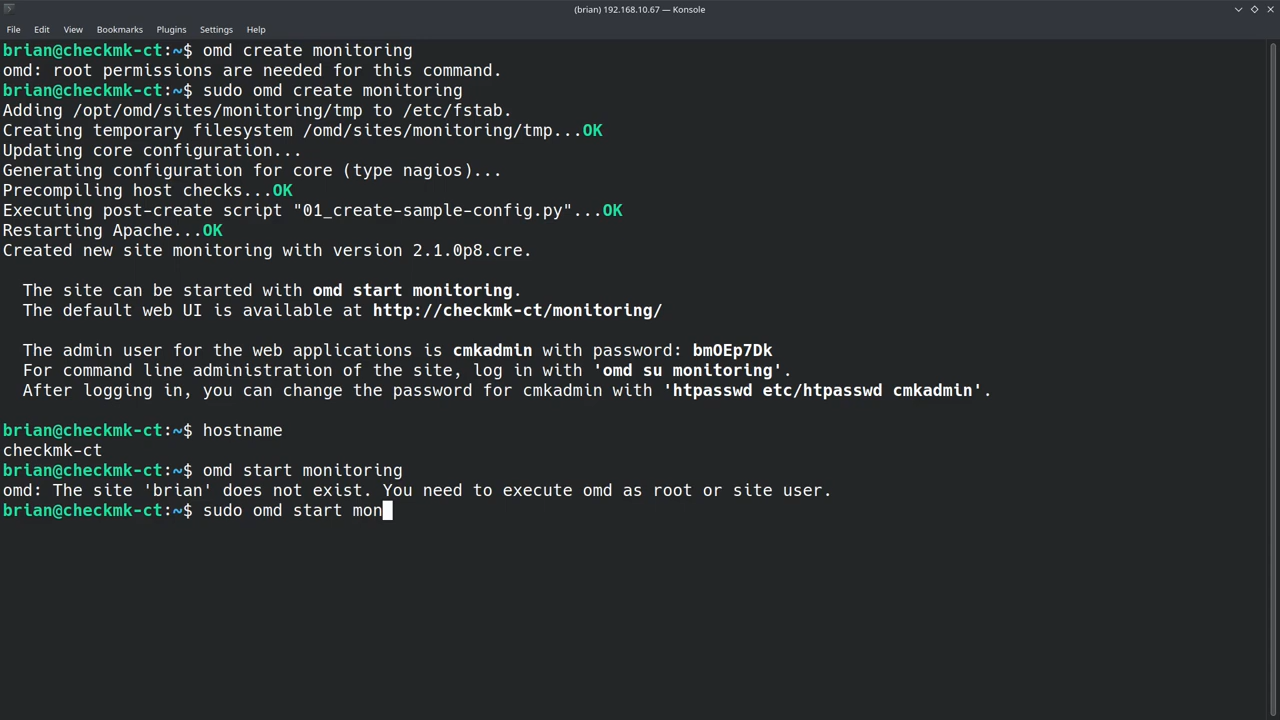 (brian) 192.168.10.67 — Konsole
File Edit View Bookmarks Plugins Settings Help
brian@checkmk-ct:~$ omd create monitoring
omd: root permissions are needed for this command.
brian@checkmk-ct:~$ sudo omd create monitoring
Adding /opt/omd/sites/monitoring/tmp to /etc/fstab.
Creating temporary filesystem /omd/sites/monitoring/tmp...OK
Updating core configuration...
Generating configuration for core (type nagios)...
Precompiling host checks...OK
Executing post-create script "01_create-sample-config.py"...OK
Restarting Apache...OK
Created new site monitoring with version 2.1.0p8.cre.
The site can be started with omd start monitoring.
The default web UI is available at http://checkmk-ct/monitoring/
The admin user for the web applications is cmkadmin with password: bmOEp7Dk
For command line administration of the site, log in with 'omd su monitoring'.
After logging in, you can change the password for cmkadmin with 'htpasswd etc/htpasswd cmkadmin'.
brian@checkmk-ct:~$ hostname
checkmk-ct
brian@checkmk-ct:~$ omd start monitoring
omd: The site 'brian' does not exist. You need to execute omd as root or site user.
brian@checkmk-ct:~$ sudo omd start mon